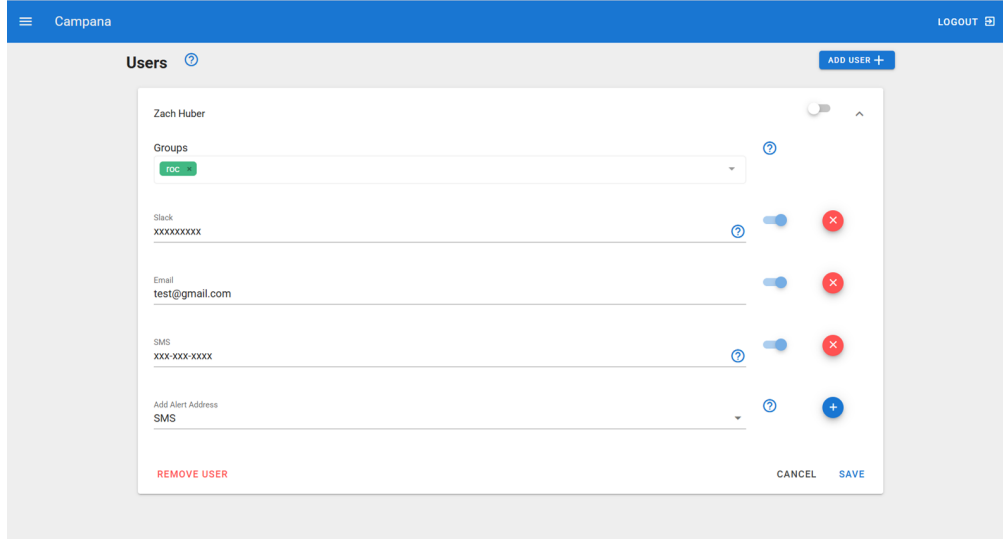 Campana
LOGOUT
Users
ADD USER
Zach Huber
Groups
roc
Slack
xxxxxxxxx
Email
test@gmail.com
SMS
xxx-xxx-xxxx
Add Alert Address
SMS
REMOVE USER
CANCEL
SAVE